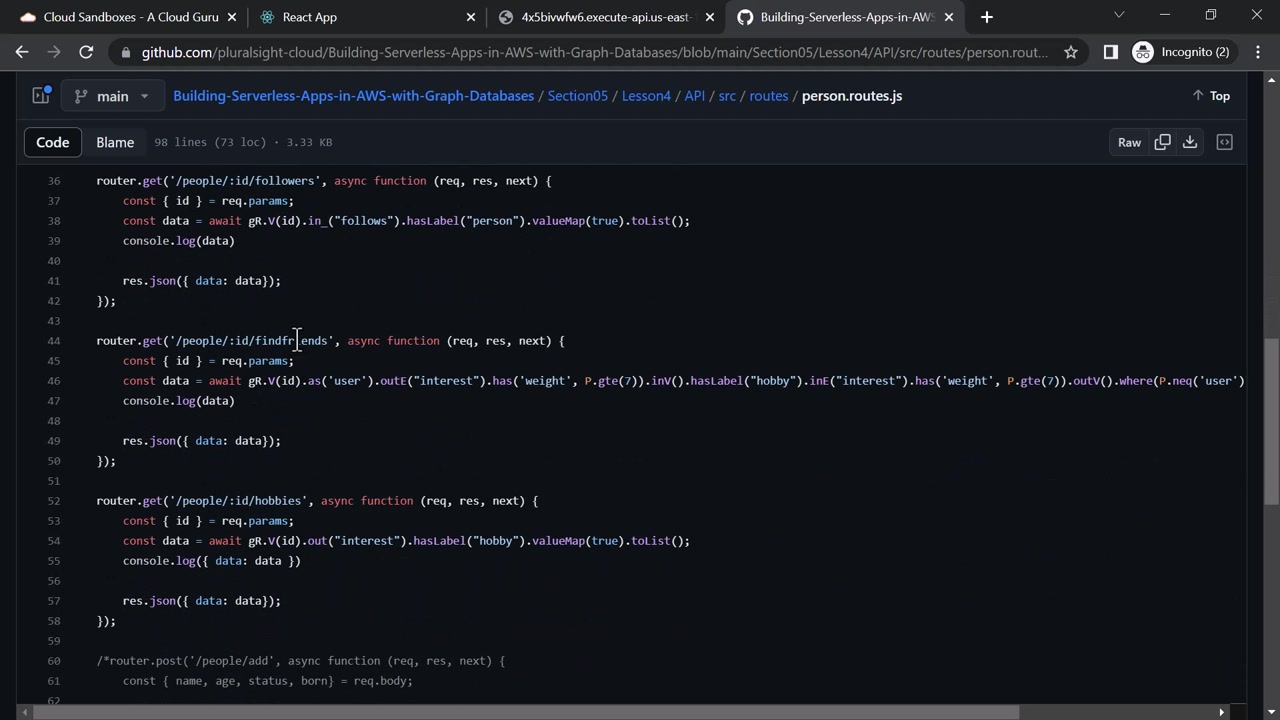 Cloud Sandboxes - A Cloud Guru
React App
4x5bivwfw6.execute-api.us-east-1
Building-Serverless-Apps-in-AWS
github.com/pluralsight-cloud/Building-Serverless-Apps-in-AWS-with-Graph-Databases/blob/main/Section05/Lesson4/API/src/routes/person.rout...
Incognito (2)
main
Building-Serverless-Apps-in-AWS-with-Graph-Databases / Section05 / Lesson4 / API / src / routes / person.routes.js
Top
Code Blame 98 lines (73 loc) · 3.33 KB
Raw
36 router.get('/people/:id/followers', async function (req, res, next) {
37 const { id } = req.params;
38 const data = await gR.V(id).in_("follows").hasLabel("person").valueMap(true).toList();
39 console.log(data)
40
41 res.json({ data: data});
42 });
43
44 router.get('/people/:id/findfriends', async function (req, res, next) {
45 const { id } = req.params;
46 const data = await gR.V(id).as('user').outE("interest").has('weight', P.gte(7)).inV().hasLabel("hobby").inE("interest").has('weight', P.gte(7)).outV().where(P.neq('user')
47 console.log(data)
48
49 res.json({ data: data});
50 });
51
52 router.get('/people/:id/hobbies', async function (req, res, next) {
53 const { id } = req.params;
54 const data = await gR.V(id).out("interest").hasLabel("hobby").valueMap(true).toList();
55 console.log({ data: data })
56
57 res.json({ data: data});
58 });
59
60 /*router.post('/people/add', async function (req, res, next) {
61 const { name, age, status, born} = req.body;
62